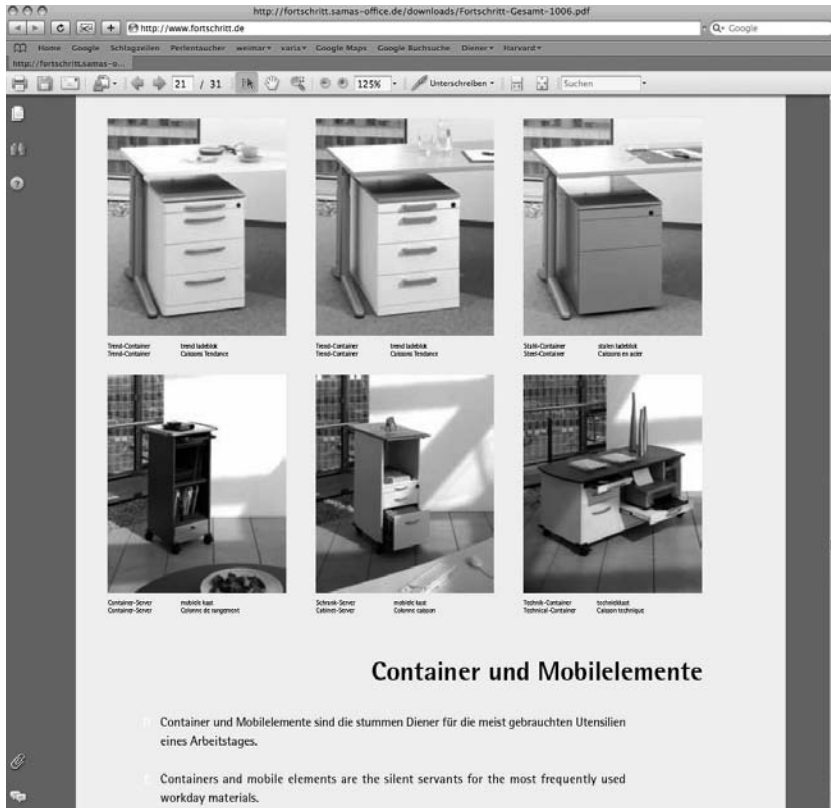 http://fortschritt.samas-office.de/downloads/Fortschritt-Gesamt-1006.pdf
http://www.fortschritt.de
Google
Home Google Schlagzeilen Perlentaucher weimar varia Google Maps Google Buchsuche Diener Harvard
http://fortschritt.samas-o...
21 / 31 125% Unterschreiben Suchen
Trend-Container trend ladeblok
Trend-Container Caissons Tendance
Trend-Container trend ladeblok
Trend-Container Caissons Tendance
Stahl-Container stalen ladeblok
Steel-Container Caissons en acier
Container-Server mobiele kast
Container-Server Colonne de rangement
Schrank-Server mobiele kast
Cabinet-Server Colonne caisson
Technik-Container techniekkast
Technical-Container Caisson technique
Container und Mobilelemente
D Container und Mobilelemente sind die stummen Diener für die meist gebrauchten Utensilien
eines Arbeitstages.
E Containers and mobile elements are the silent servants for the most frequently used
workday materials.